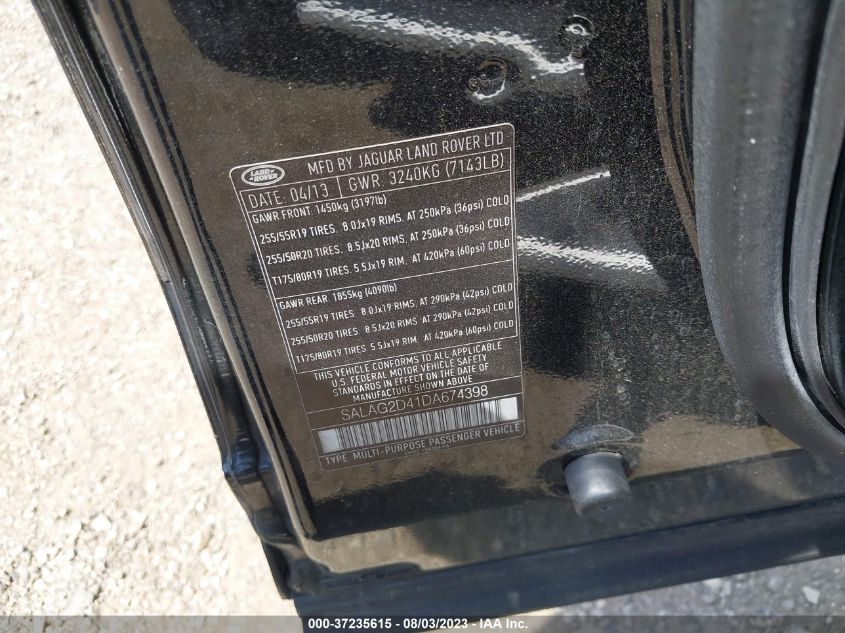 LAND-
ROVER
MFD BY JAGUAR LAND ROVER LTD
DATE: 04/13 GWR. 3240KG (7143LB)
GAWR FRONT. 1450kg (3197lb)
255/55R19 TIRES. 8.0Jx19 RIMS. AT 250kPa (36psi) COLD
255/50R20 TIRES. 8.5Jx20 RIMS. AT 250kPa (36psi) COLD
T175/80R19 TIRES. 5.5Jx19 RIM. AT 420kPa (60psi) COLD
GAWR REAR 1855kg (4090lb)
255/55R19 TIRES. 8.0Jx19 RIMS. AT 290kPa (42psi) COLD
255/50R20 TIRES. 8.5Jx20 RIMS. AT 290kPa (42psi) COLD
T175/80R19 TIRES. 5.5Jx19 RIM. AT 420kPa (60psi) COLD
THIS VEHICLE CONFORMS TO ALL APPLICABLE
U.S. FEDERAL MOTOR VEHICLE SAFETY
STANDARDS IN EFFECT ON THE DATE OF
MANUFACTURE SHOWN ABOVE
SALAG2D41DA674398
TYPE: MULTI-PURPOSE PASSENGER VEHICLE
000-37235615 - 08/03/2023 - IAA Inc.